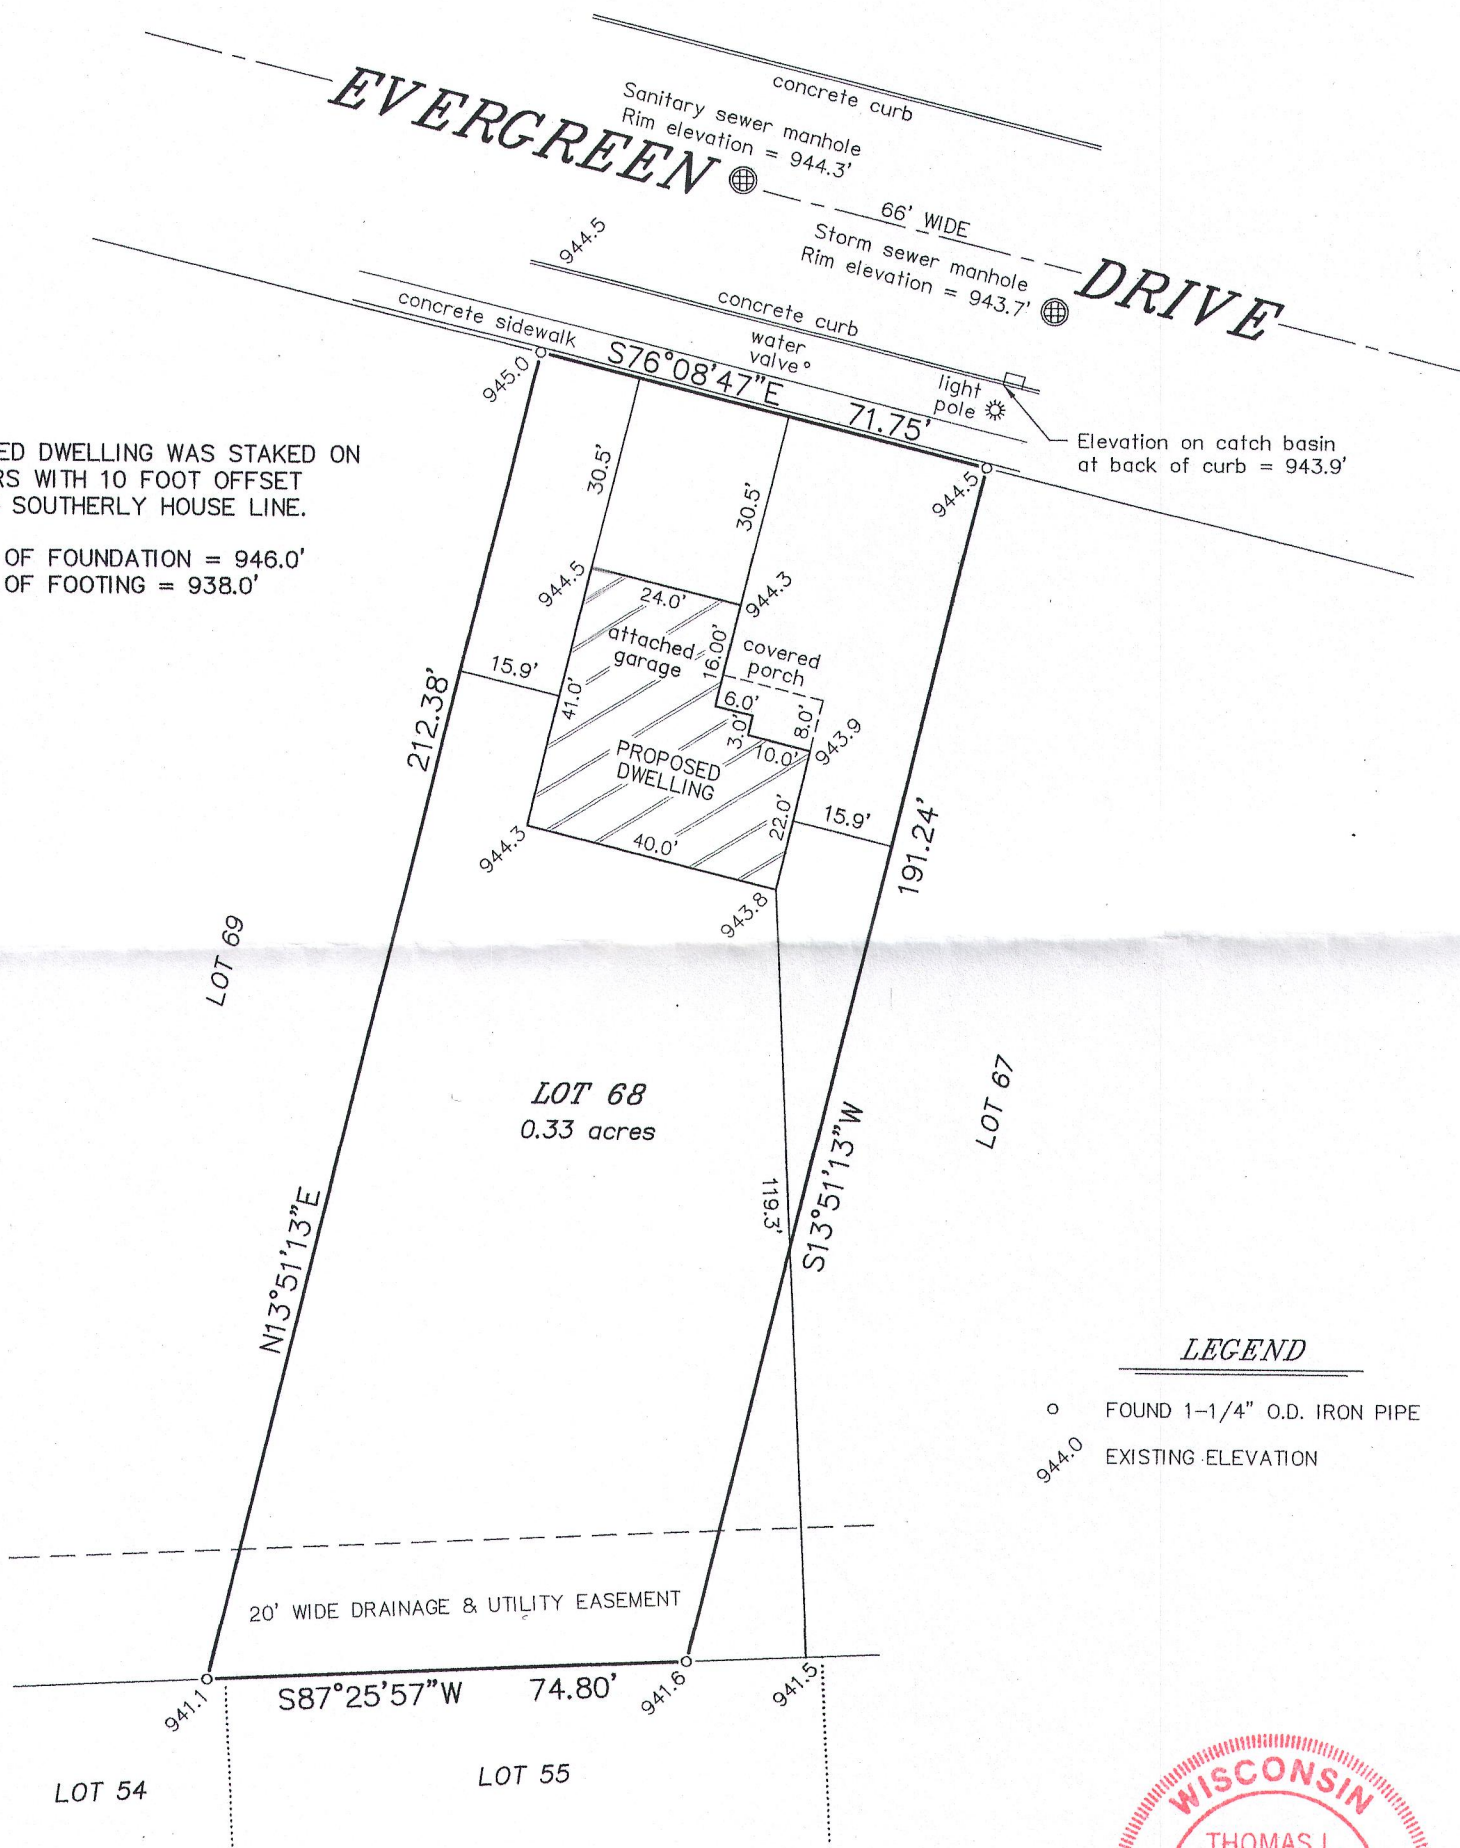 concrete curb
Sanitary sewer manhole
Rim elevation = 944.3'
EVERGREEN
66' WIDE
DRIVE
Storm sewer manhole
Rim elevation = 943.7'
944.5
concrete curb
concrete sidewalk
water
valve
light
pole
945.0
S76°08'47"E
71.75'
Elevation on catch basin
at back of curb = 943.9'
944.5
ED DWELLING WAS STAKED ON
RS WITH 10 FOOT OFFSET
SOUTHERLY HOUSE LINE.
OF FOUNDATION = 946.0'
OF FOOTING = 938.0'
30.5'
30.5'
944.5
24.0'
944.3
attached
garage
16.00'
covered
porch
15.9'
41.0'
6.0'
3.0'
8.0'
10.0'
943.9
212.38'
PROPOSED
DWELLING
22.0'
15.9'
191.24'
944.3
40.0'
943.8
LOT 69
LOT 68
0.33 acres
LOT 67
119.3'
S13°51'13"W
N13°51'13"E
LEGEND
FOUND 1-1/4" O.D. IRON PIPE
944.0
EXISTING ELEVATION
20' WIDE DRAINAGE & UTILITY EASEMENT
941.1
S87°25'57"W
74.80'
941.6
941.5
LOT 54
LOT 55
WISCONSIN
THOMAS J.